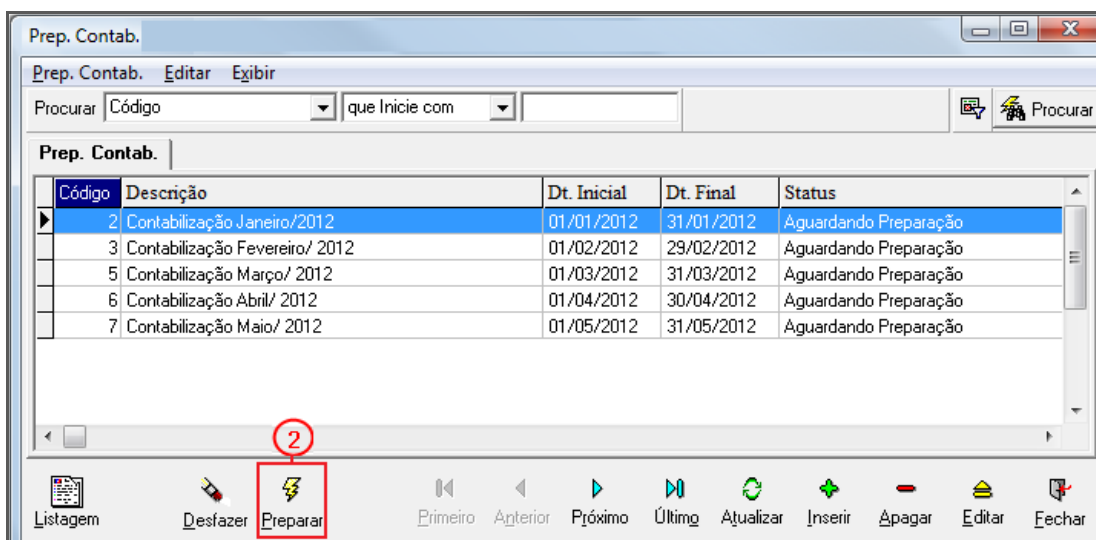 Prep. Contab.
Prep. Contab. Editar Exibir
Procurar Código que Inicie com Procurar
Prep. Contab.
Código Descrição Dt. Inicial Dt. Final Status
2 Contabilização Janeiro/2012 01/01/2012 31/01/2012 Aguardando Preparação
3 Contabilização Fevereiro/ 2012 01/02/2012 29/02/2012 Aguardando Preparação
5 Contabilização Março/ 2012 01/03/2012 31/03/2012 Aguardando Preparação
6 Contabilização Abril/ 2012 01/04/2012 30/04/2012 Aguardando Preparação
7 Contabilização Maio/ 2012 01/05/2012 31/05/2012 Aguardando Preparação
2
Listagem Desfazer Preparar Primeiro Anterior Próximo Último Atualizar Inserir Apagar Editar Fechar